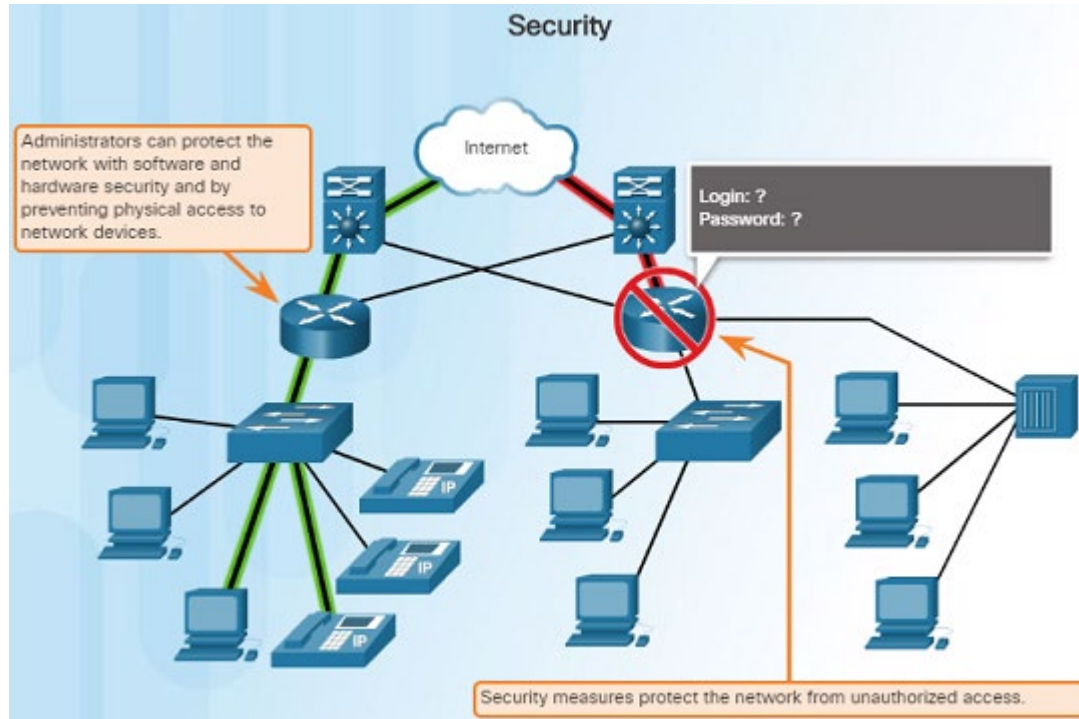 Security
Administrators can protect the
network with software and
hardware security and by
preventing physical access to
network devices.
Internet
Login: ?
Password: ?
IP
IP
IP
Security measures protect the network from unauthorized access.